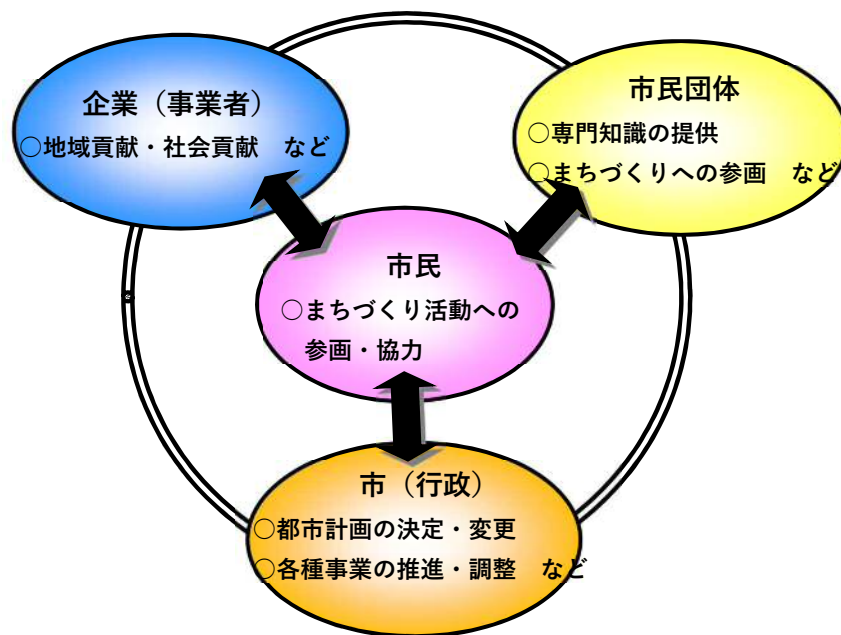 企業（事業者）
○地域貢献・社会貢献　など
市民団体
○専門知識の提供
○まちづくりへの参画　など
市民
○まちづくり活動への
参画・協力
市（行政）
○都市計画の決定・変更
○各種事業の推進・調整　など